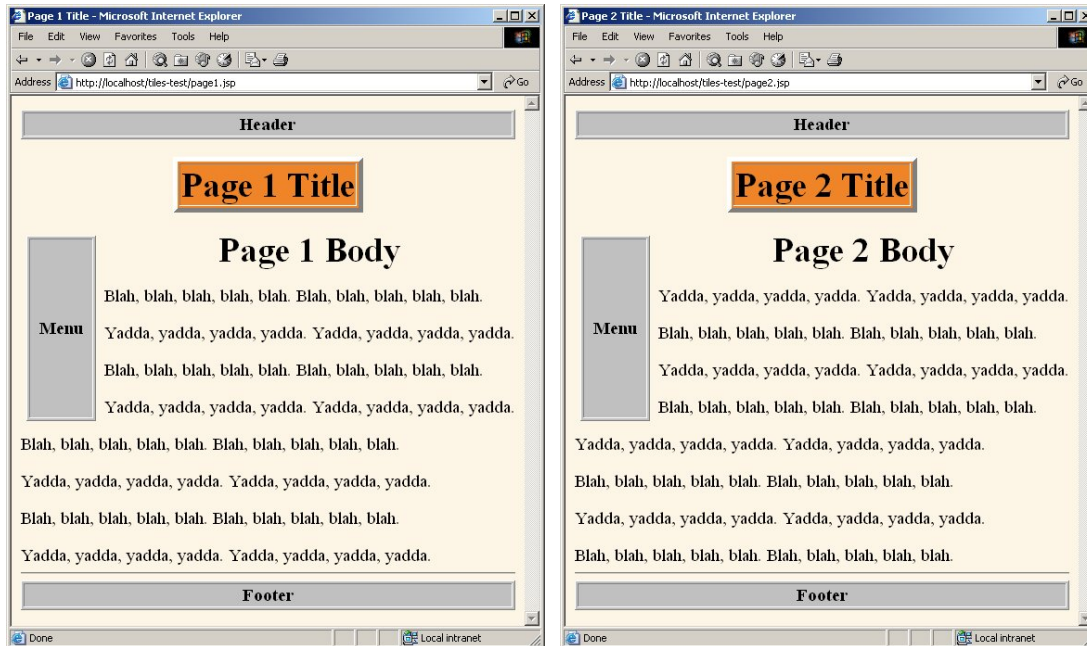 Page 1 Title - Microsoft Internet Explorer
File Edit View Favorites Tools Help
Address http://localhost/tiles-test/page1.jsp Go
Header
Page 1 Title
Page 1 Body
Menu
Blah, blah, blah, blah, blah. Blah, blah, blah, blah, blah.
Yadda, yadda, yadda, yadda. Yadda, yadda, yadda, yadda.
Blah, blah, blah, blah, blah. Blah, blah, blah, blah, blah.
Yadda, yadda, yadda, yadda. Yadda, yadda, yadda, yadda.
Blah, blah, blah, blah, blah. Blah, blah, blah, blah, blah.
Yadda, yadda, yadda, yadda. Yadda, yadda, yadda, yadda.
Blah, blah, blah, blah, blah. Blah, blah, blah, blah, blah.
Yadda, yadda, yadda, yadda. Yadda, yadda, yadda, yadda.
Footer
Done Local intranet
Page 2 Title - Microsoft Internet Explorer
File Edit View Favorites Tools Help
Address http://localhost/tiles-test/page2.jsp Go
Header
Page 2 Title
Page 2 Body
Menu
Yadda, yadda, yadda, yadda. Yadda, yadda, yadda, yadda.
Blah, blah, blah, blah, blah. Blah, blah, blah, blah, blah.
Yadda, yadda, yadda, yadda. Yadda, yadda, yadda, yadda.
Blah, blah, blah, blah, blah. Blah, blah, blah, blah, blah.
Yadda, yadda, yadda, yadda. Yadda, yadda, yadda, yadda.
Blah, blah, blah, blah, blah. Blah, blah, blah, blah, blah.
Yadda, yadda, yadda, yadda. Yadda, yadda, yadda, yadda.
Blah, blah, blah, blah, blah. Blah, blah, blah, blah, blah.
Footer
Done Local intranet